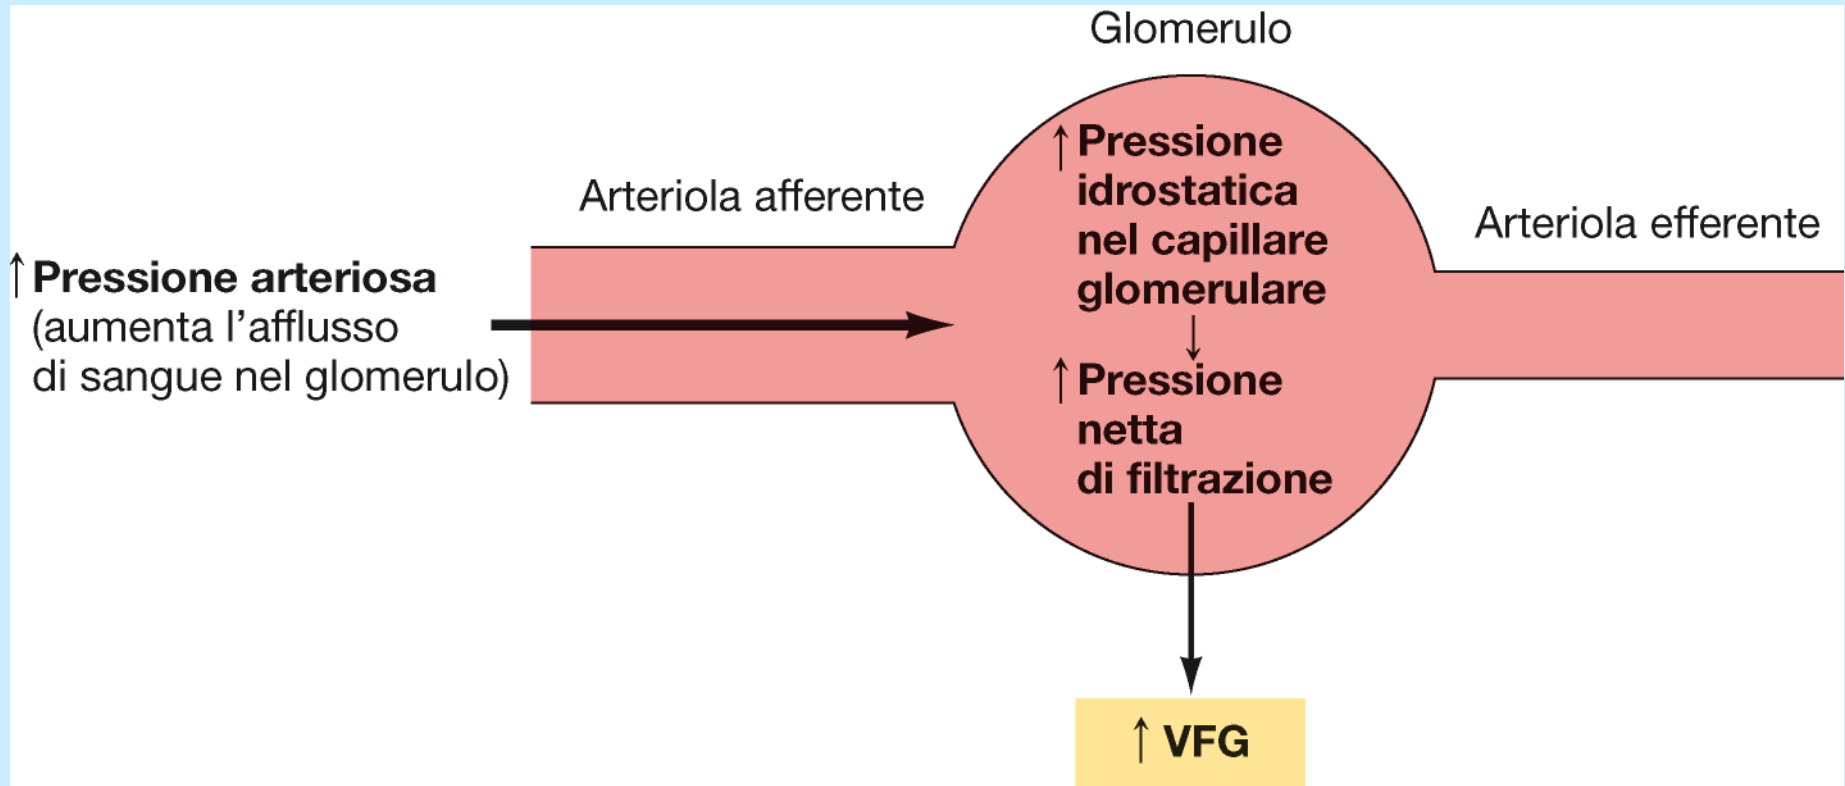 Glomerulo
Arteriola afferente
Arteriola efferente
↑ Pressione arteriosa
(aumenta l’afflusso
di sangue nel glomerulo)
↑ Pressione
idrostatica
nel capillare
glomerulare
↓
↑ Pressione
netta
di filtrazione
↑ VFG